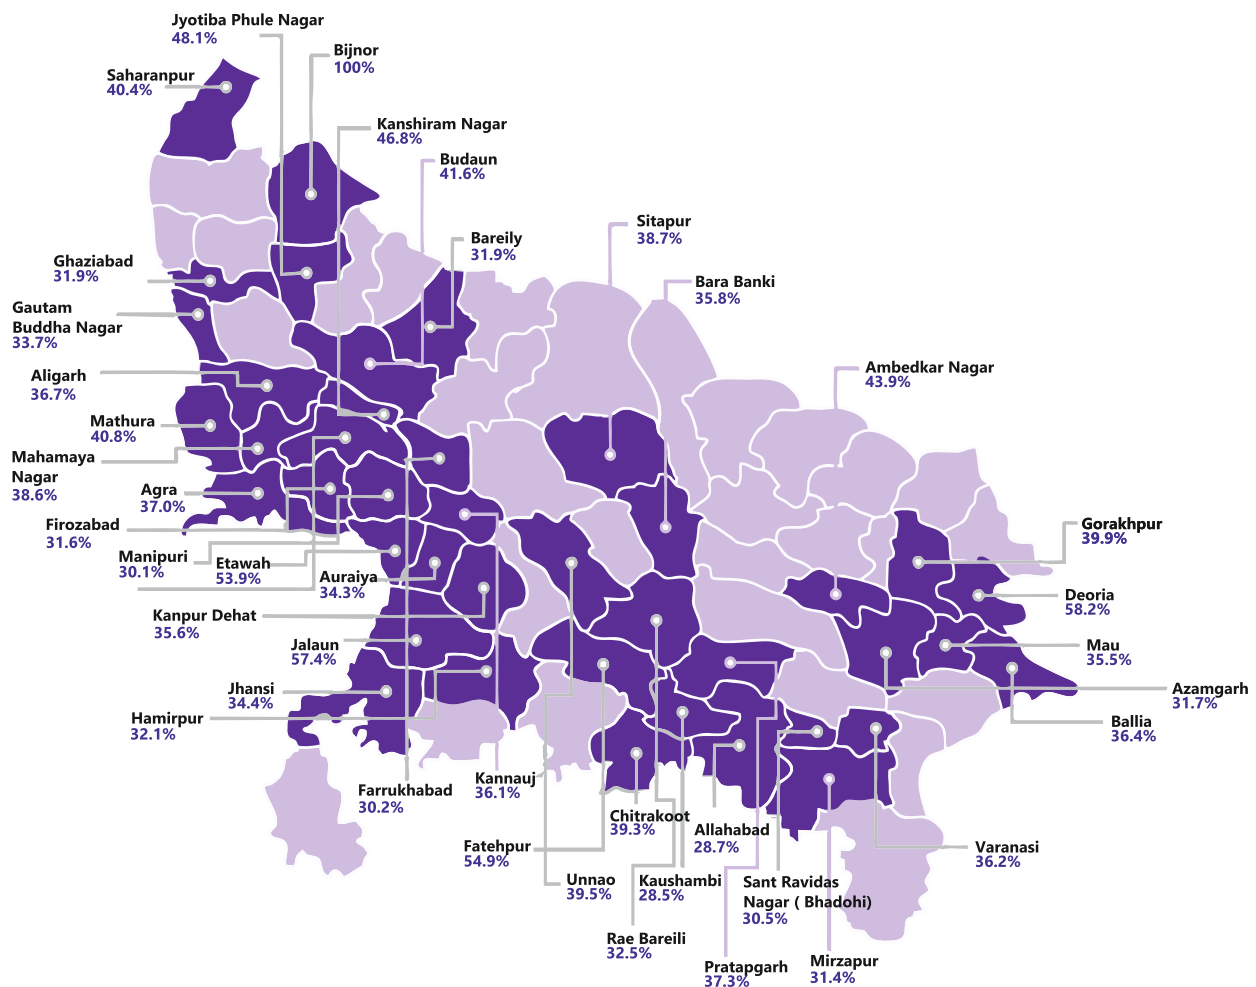 Jyotiba Phule Nagar
48.1%
Bijnor
100%
Saharanpur
40.4%
Kanshiram Nagar
46.8%
Budaun
41.6%
Sitapur
38.7%
Bareily
31.9%
Ghaziabad
31.9%
Bara Banki
35.8%
Gautam
Buddha Nagar
33.7%
Ambedkar Nagar
43.9%
Aligarh
36.7%
Mathura
40.8%
Mahamaya
Nagar
38.6%
Agra
37.0%
Firozabad
31.6%
Gorakhpur
39.9%
Manipuri
30.1%
Etawah
53.9%
Auraiya
34.3%
Deoria
58.2%
Kanpur Dehat
35.6%
Jalaun
57.4%
Mau
35.5%
Jhansi
34.4%
Azamgarh
31.7%
Hamirpur
32.1%
Ballia
36.4%
Kannauj
36.1%
Farrukhabad
30.2%
Chitrakoot
39.3%
Allahabad
28.7%
Fatehpur
54.9%
Varanasi
36.2%
Unnao
39.5%
Kaushambi
28.5%
Sant Ravidas
Nagar ( Bhadohi)
30.5%
Rae Bareili
32.5%
Pratapgarh
37.3%
Mirzapur
31.4%